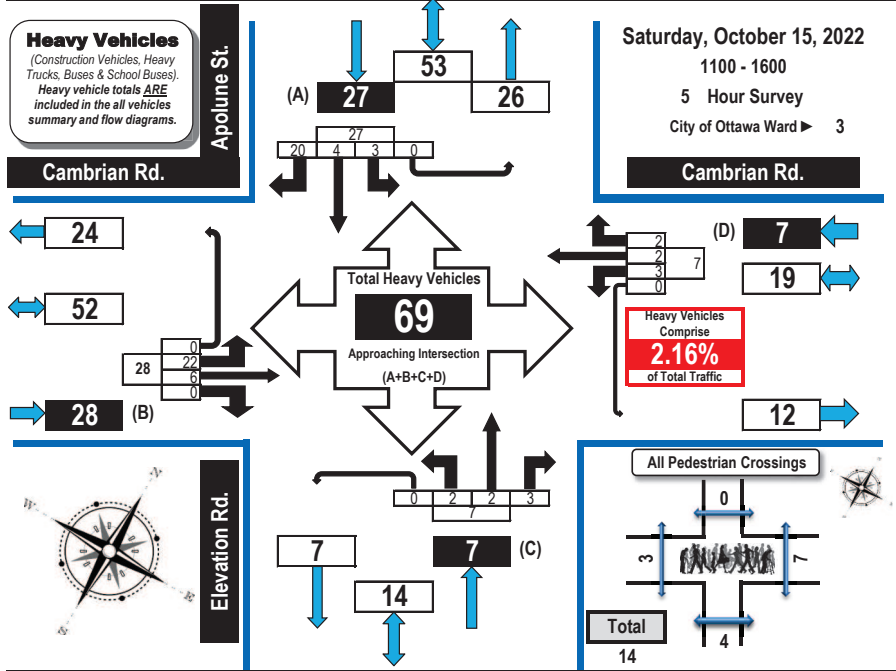 Heavy Vehicles
(Construction Vehicles, Heavy
Trucks, Buses & School Buses).
Heavy vehicle totals ARE
included in the all vehicles
summary and flow diagrams.
Apolune St.
Cambrian Rd.
(A)
27
53
26
27
20 4 3 0
Saturday, October 15, 2022
1100 - 1600
5 Hour Survey
City of Ottawa Ward ► 3
Cambrian Rd.
24
52
28
0
22
6
0
28
(B)
Total Heavy Vehicles
69
Approaching Intersection
(A+B+C+D)
2
2
3
0
7
(D)
7
19
Heavy Vehicles
Comprise
2.16%
of Total Traffic
12
N
W
E
S
Elevation Rd.
0 2 2 3
7
7
14
7
(C)
All Pedestrian Crossings
0
3
7
4
Total
14